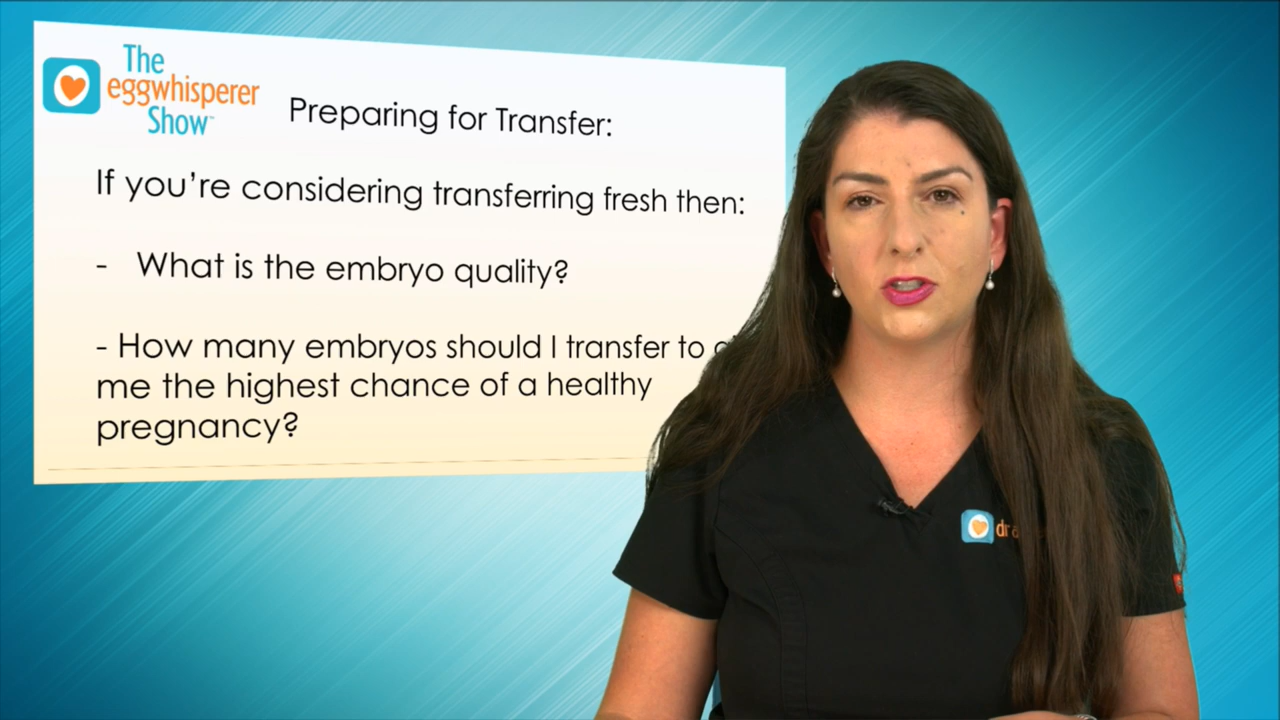 The
eggwhisperer
Show™
Preparing for Transfer:
If you're considering transferring fresh then:
- What is the embryo quality?
- How many embryos should I transfer to
me the highest chance of a healthy
pregnancy?